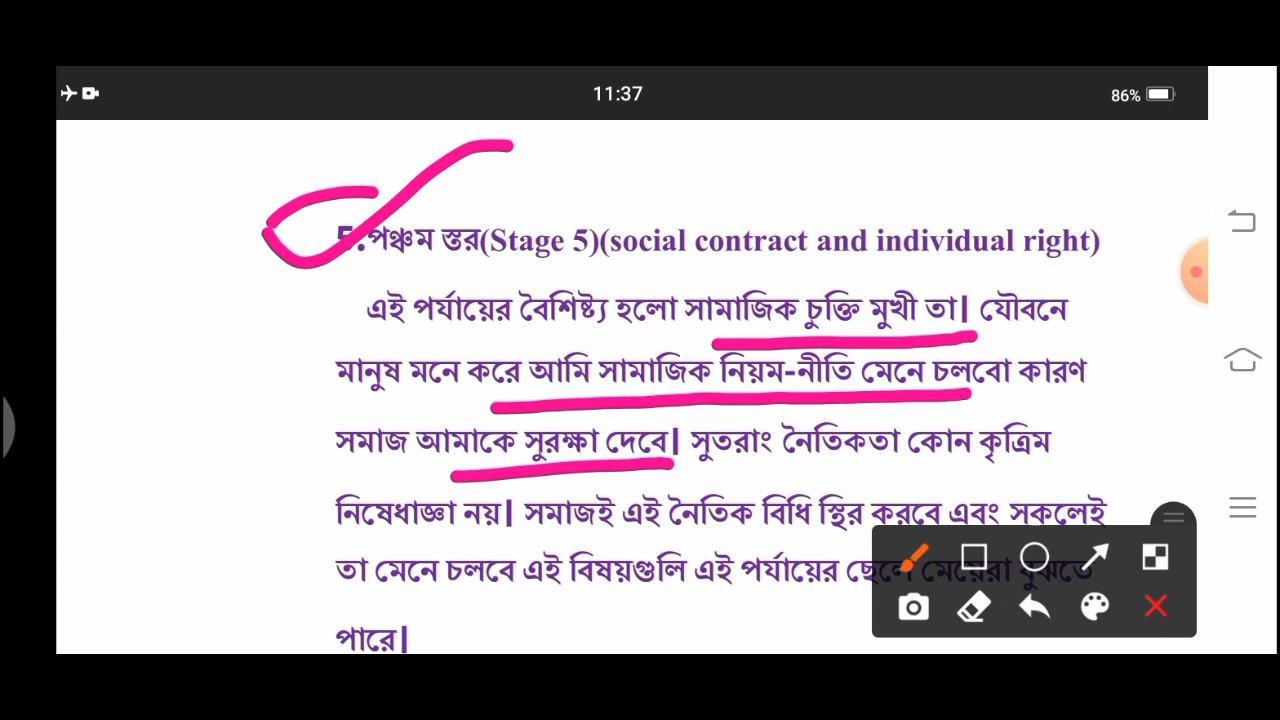 11:37
86%
5.পঞ্চম স্তর(Stage 5)(social contract and individual right)
এই পর্যায়ের বৈশিষ্ট্য হলো সামাজিক চুক্তি মুখী তা| যৌবনে
মানুষ মনে করে আমি সামাজিক নিয়ম-নীতি মেনে চলবো কারণ
সমাজ আমাকে সুরক্ষা দেবে| সুতরাং নৈতিকতা কোন কৃত্রিম
নিষেধাজ্ঞা নয়| সমাজই এই নৈতিক বিধি স্থির করবে এবং সকলেই
তা মেনে চলবে এই বিষয়গুলি এই পর্যায়ের ছেলে মেয়েরা বুঝতে
পারে|